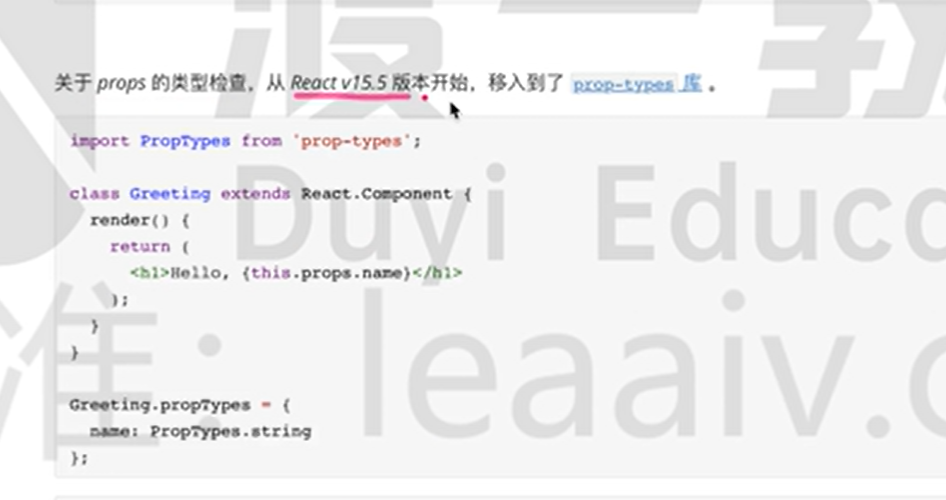 关于 props 的类型检查，从 React v15.5 版本开始，移入到了 prop-types 库 。
import PropTypes from 'prop-types';
class Greeting extends React.Component {
  render() {
    return (
      <h1>Hello, {this.props.name}</h1>
    );
  }
}
Greeting.propTypes = {
  name: PropTypes.string
};
Duyi Educ
leaaiv.c